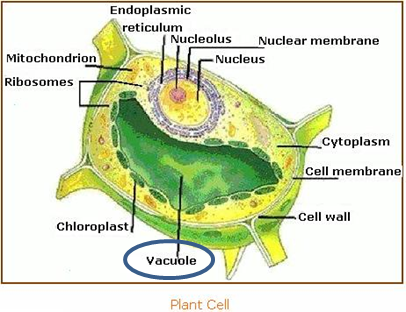 Endoplasmic
reticulum
Nucleolus
Nuclear membrane
Nucleus
Mitochondrion
Ribosomes
Cytoplasm
Cell membrane
Cell wall
Chloroplast
Vacuole
Plant Cell